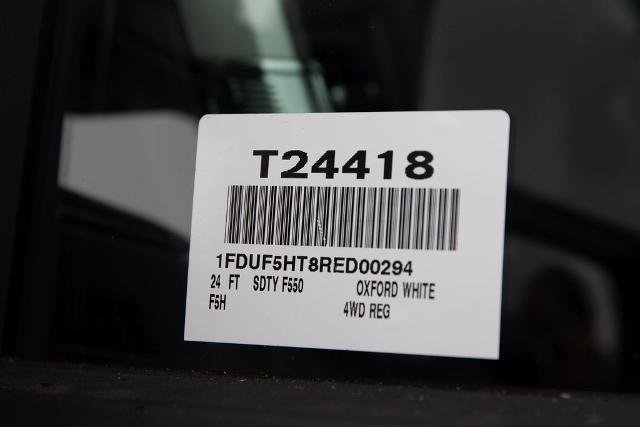 T24418
1FDUF5HT8RED00294
24 FT SDTY F550 OXFORD WHITE
F5H 4WD REG